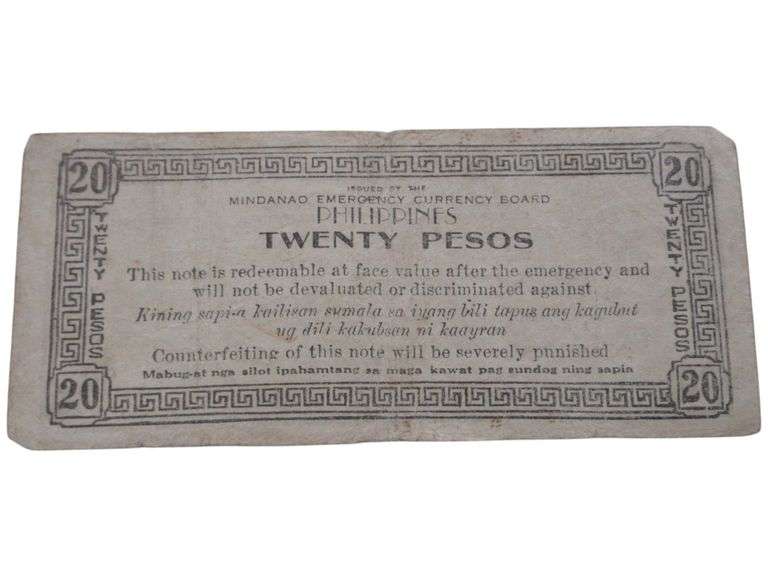 20 20
ISSUED BY THE
MINDANAO EMERGENCY CURRENCY BOARD
PHILIPPINES
TWENTY PESOS
This note is redeemable at face value after the emergency and
will not be devaluated or discriminated against.
Kining sapi-a kailisan sumala sa iyang bili tapus ang kagubut
ug dili kakubsan ni kaayran
Counterfeiting of this note will be severely punished
Mabug-at nga silot ipahamtang sa maga kawat pag sundog ning sapia
TWENTY PESOS
TWENTY PESOS
20 20